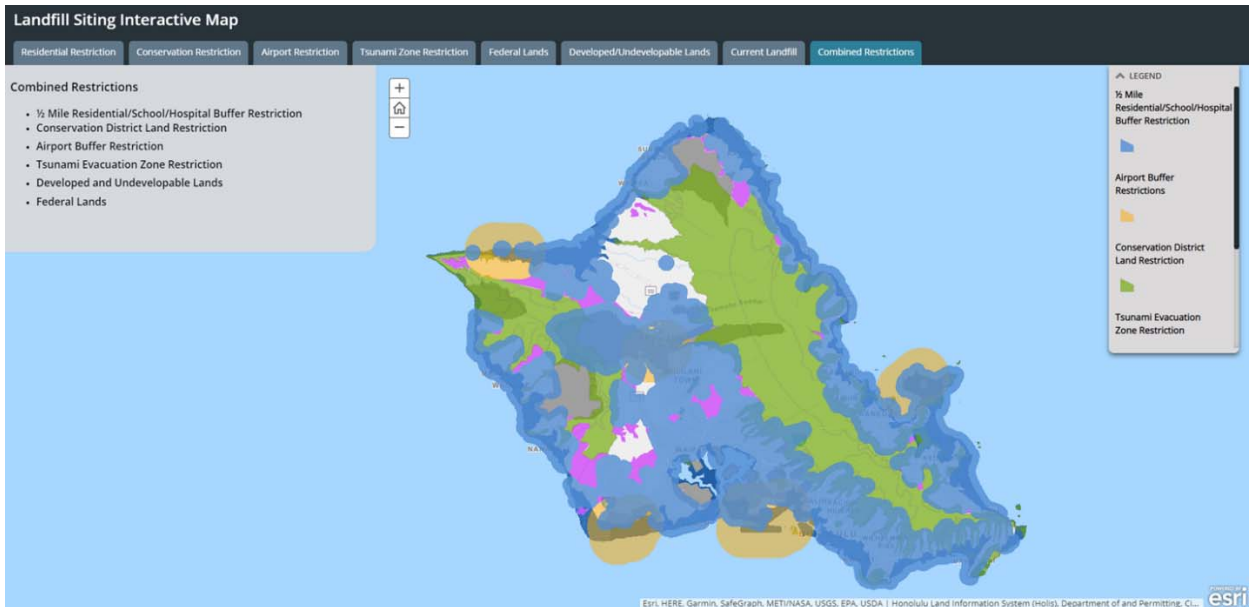 Landfill Siting Interactive Map
Residential Restriction
Conservation Restriction
Airport Restriction
Tsunami Zone Restriction
Federal Lands
Developed/Undevelopable Lands
Current Landfill
Combined Restrictions
Combined Restrictions
• ½ Mile Residential/School/Hospital Buffer Restriction
• Conservation District Land Restriction
• Airport Buffer Restriction
• Tsunami Evacuation Zone Restriction
• Developed and Undevelopable Lands
• Federal Lands
+
−
LEGEND
½ Mile
Residential/School/Hospital
Buffer Restriction
Airport Buffer
Restrictions
Conservation District
Land Restriction
Tsunami Evacuation
Zone Restriction
TOWN
Esri, HERE, Garmin, SafeGraph, METI/NASA, USGS, EPA, USDA | Honolulu Land Information System (Holis), Department of and Permitting, Ci...
POWERED BY
esri